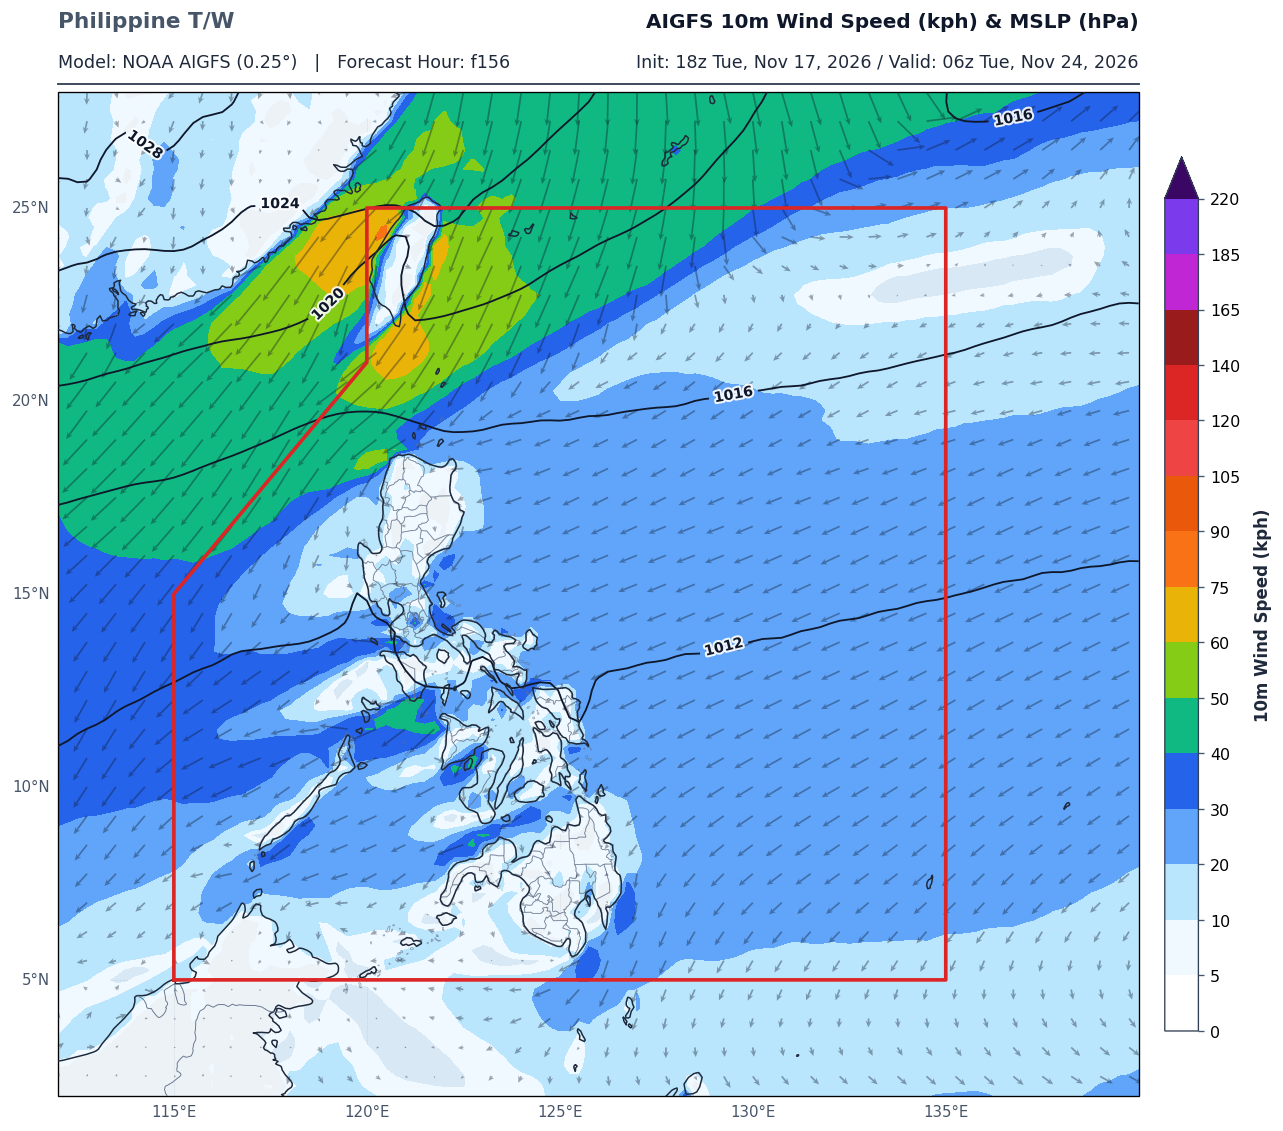 Philippine T/W
AIGFS 10m Wind Speed (kph) & MSLP (hPa)
Model: NOAA AIGFS (0.25°) | Forecast Hour: f156
Init: 18z Tue, Nov 17, 2026 / Valid: 06z Tue, Nov 24, 2026
1028
1016
1024
1020
1016
1012
25°N
20°N
15°N
10°N
5°N
115°E
120°E
125°E
130°E
135°E
220
185
165
140
120
105
90
75
60
50
40
30
20
10
5
0
10m Wind Speed (kph)